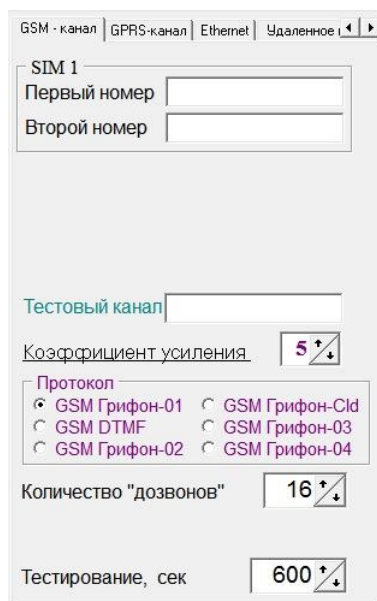 GSM - канал GPRS-канал Ethernet Удаленное
SIM 1
Первый номер
Второй номер
Тестовый канал
Коэффициент усиления 5
Протокол
GSM Грифон-01 GSM Грифон-Cld
GSM DTMF GSM Грифон-03
GSM Грифон-02 GSM Грифон-04
Количество "дозвонов" 16
Тестирование, сек 600